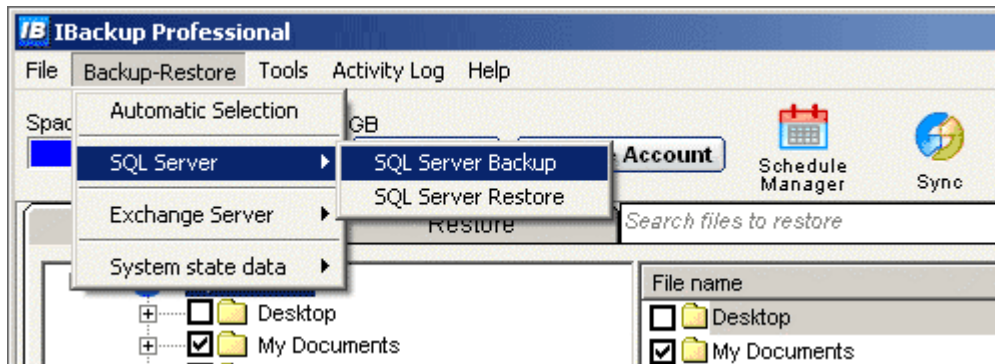 IB IBackup Professional
File Backup-Restore Tools Activity Log Help
Automatic Selection
GB
SQL Server
SQL Server Backup
SQL Server Restore
Exchange Server
System state data
Account
Schedule Manager
Sync
Restore
Search files to restore
File name
Desktop
My Documents
Desktop
My Documents